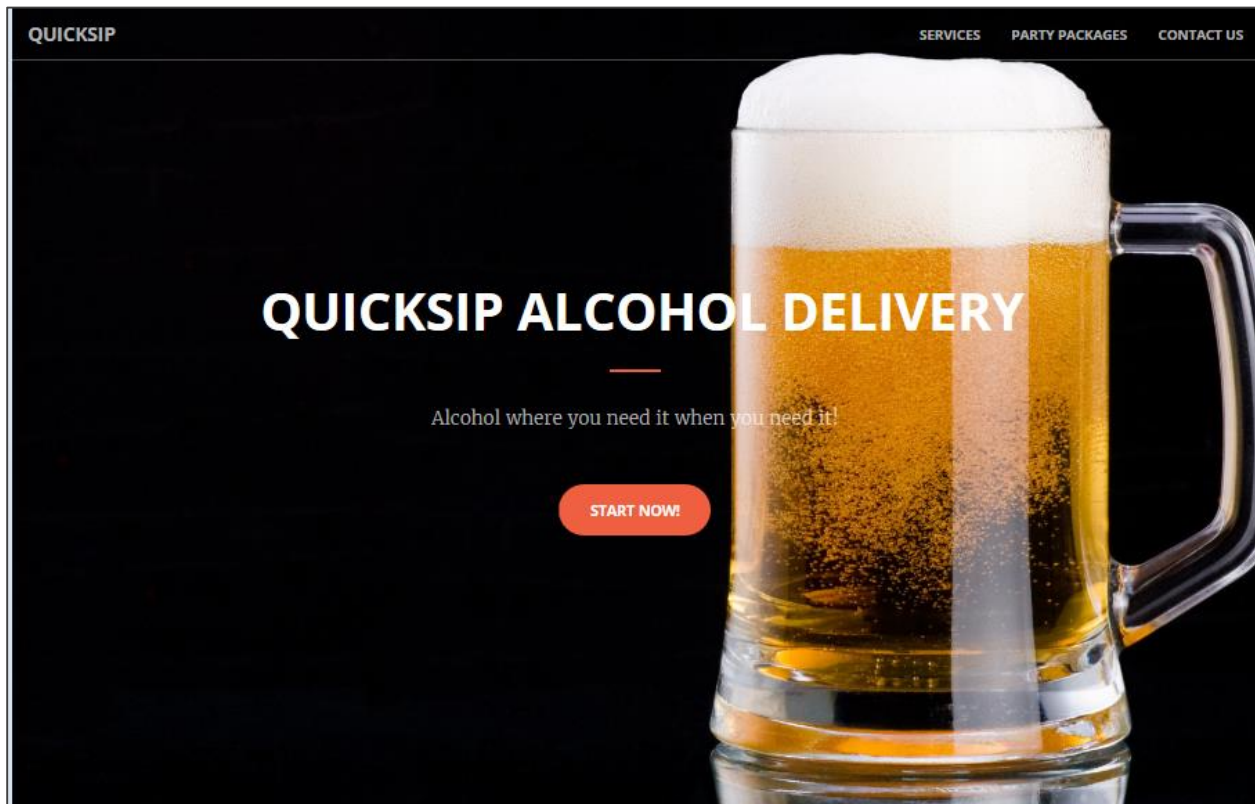 QUICKSIP
SERVICES PARTY PACKAGES CONTACT US
QUICKSIP ALCOHOL DELIVERY
Alcohol where you need it when you need it!
START NOW!